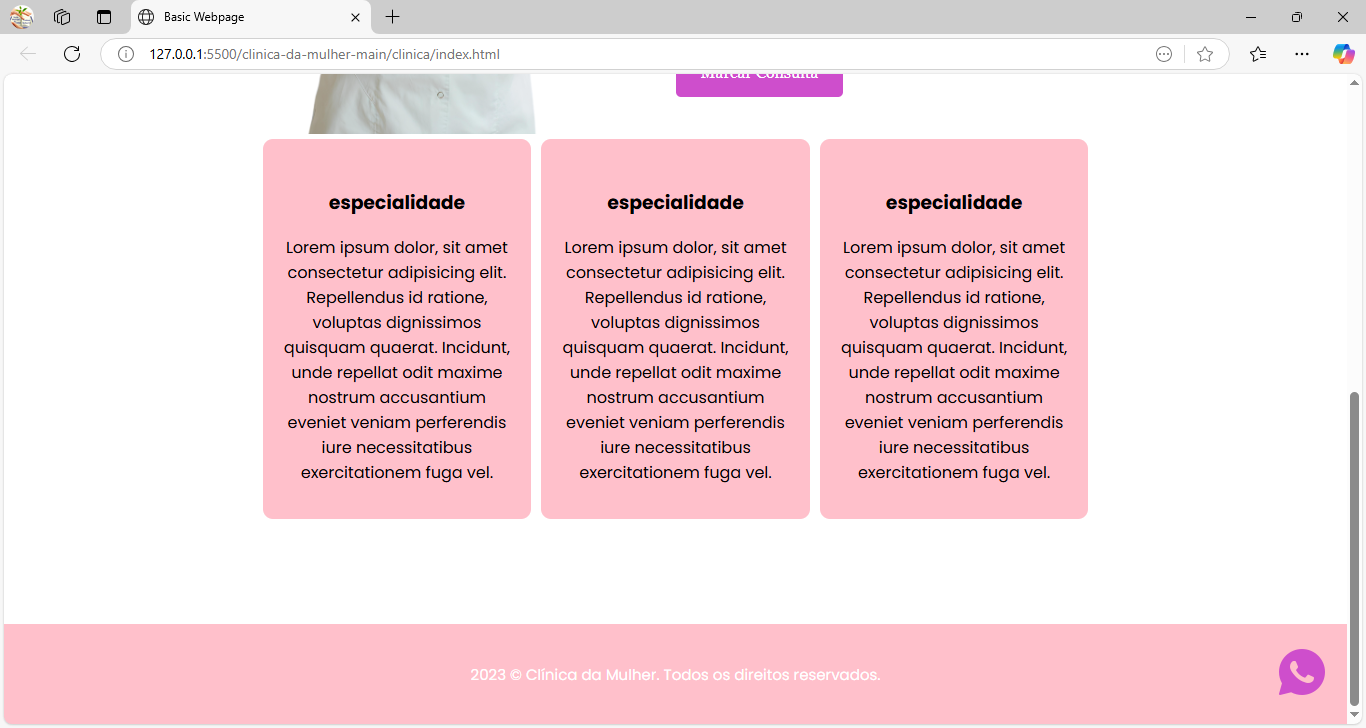 Basic Webpage
127.0.0.1:5500/clinica-da-mulher-main/clinica/index.html
Marcar Consulta
especialidade
Lorem ipsum dolor, sit amet
consectetur adipisicing elit.
Repellendus id ratione,
voluptas dignissimos
quisquam quaerat. Incidunt,
unde repellat odit maxime
nostrum accusantium
eveniet veniam perferendis
iure necessitatibus
exercitationem fuga vel.
especialidade
Lorem ipsum dolor, sit amet
consectetur adipisicing elit.
Repellendus id ratione,
voluptas dignissimos
quisquam quaerat. Incidunt,
unde repellat odit maxime
nostrum accusantium
eveniet veniam perferendis
iure necessitatibus
exercitationem fuga vel.
especialidade
Lorem ipsum dolor, sit amet
consectetur adipisicing elit.
Repellendus id ratione,
voluptas dignissimos
quisquam quaerat. Incidunt,
unde repellat odit maxime
nostrum accusantium
eveniet veniam perferendis
iure necessitatibus
exercitationem fuga vel.
2023 © Clínica da Mulher. Todos os direitos reservados.